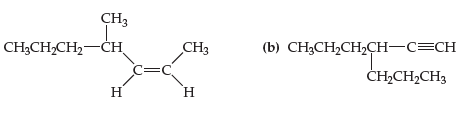 CH₃
CH₃CH₂CH₂—CH CH₃ (b) CH₃CH₂CH₂CH—C≡CH
C=C CH₂CH₂CH₃
H H